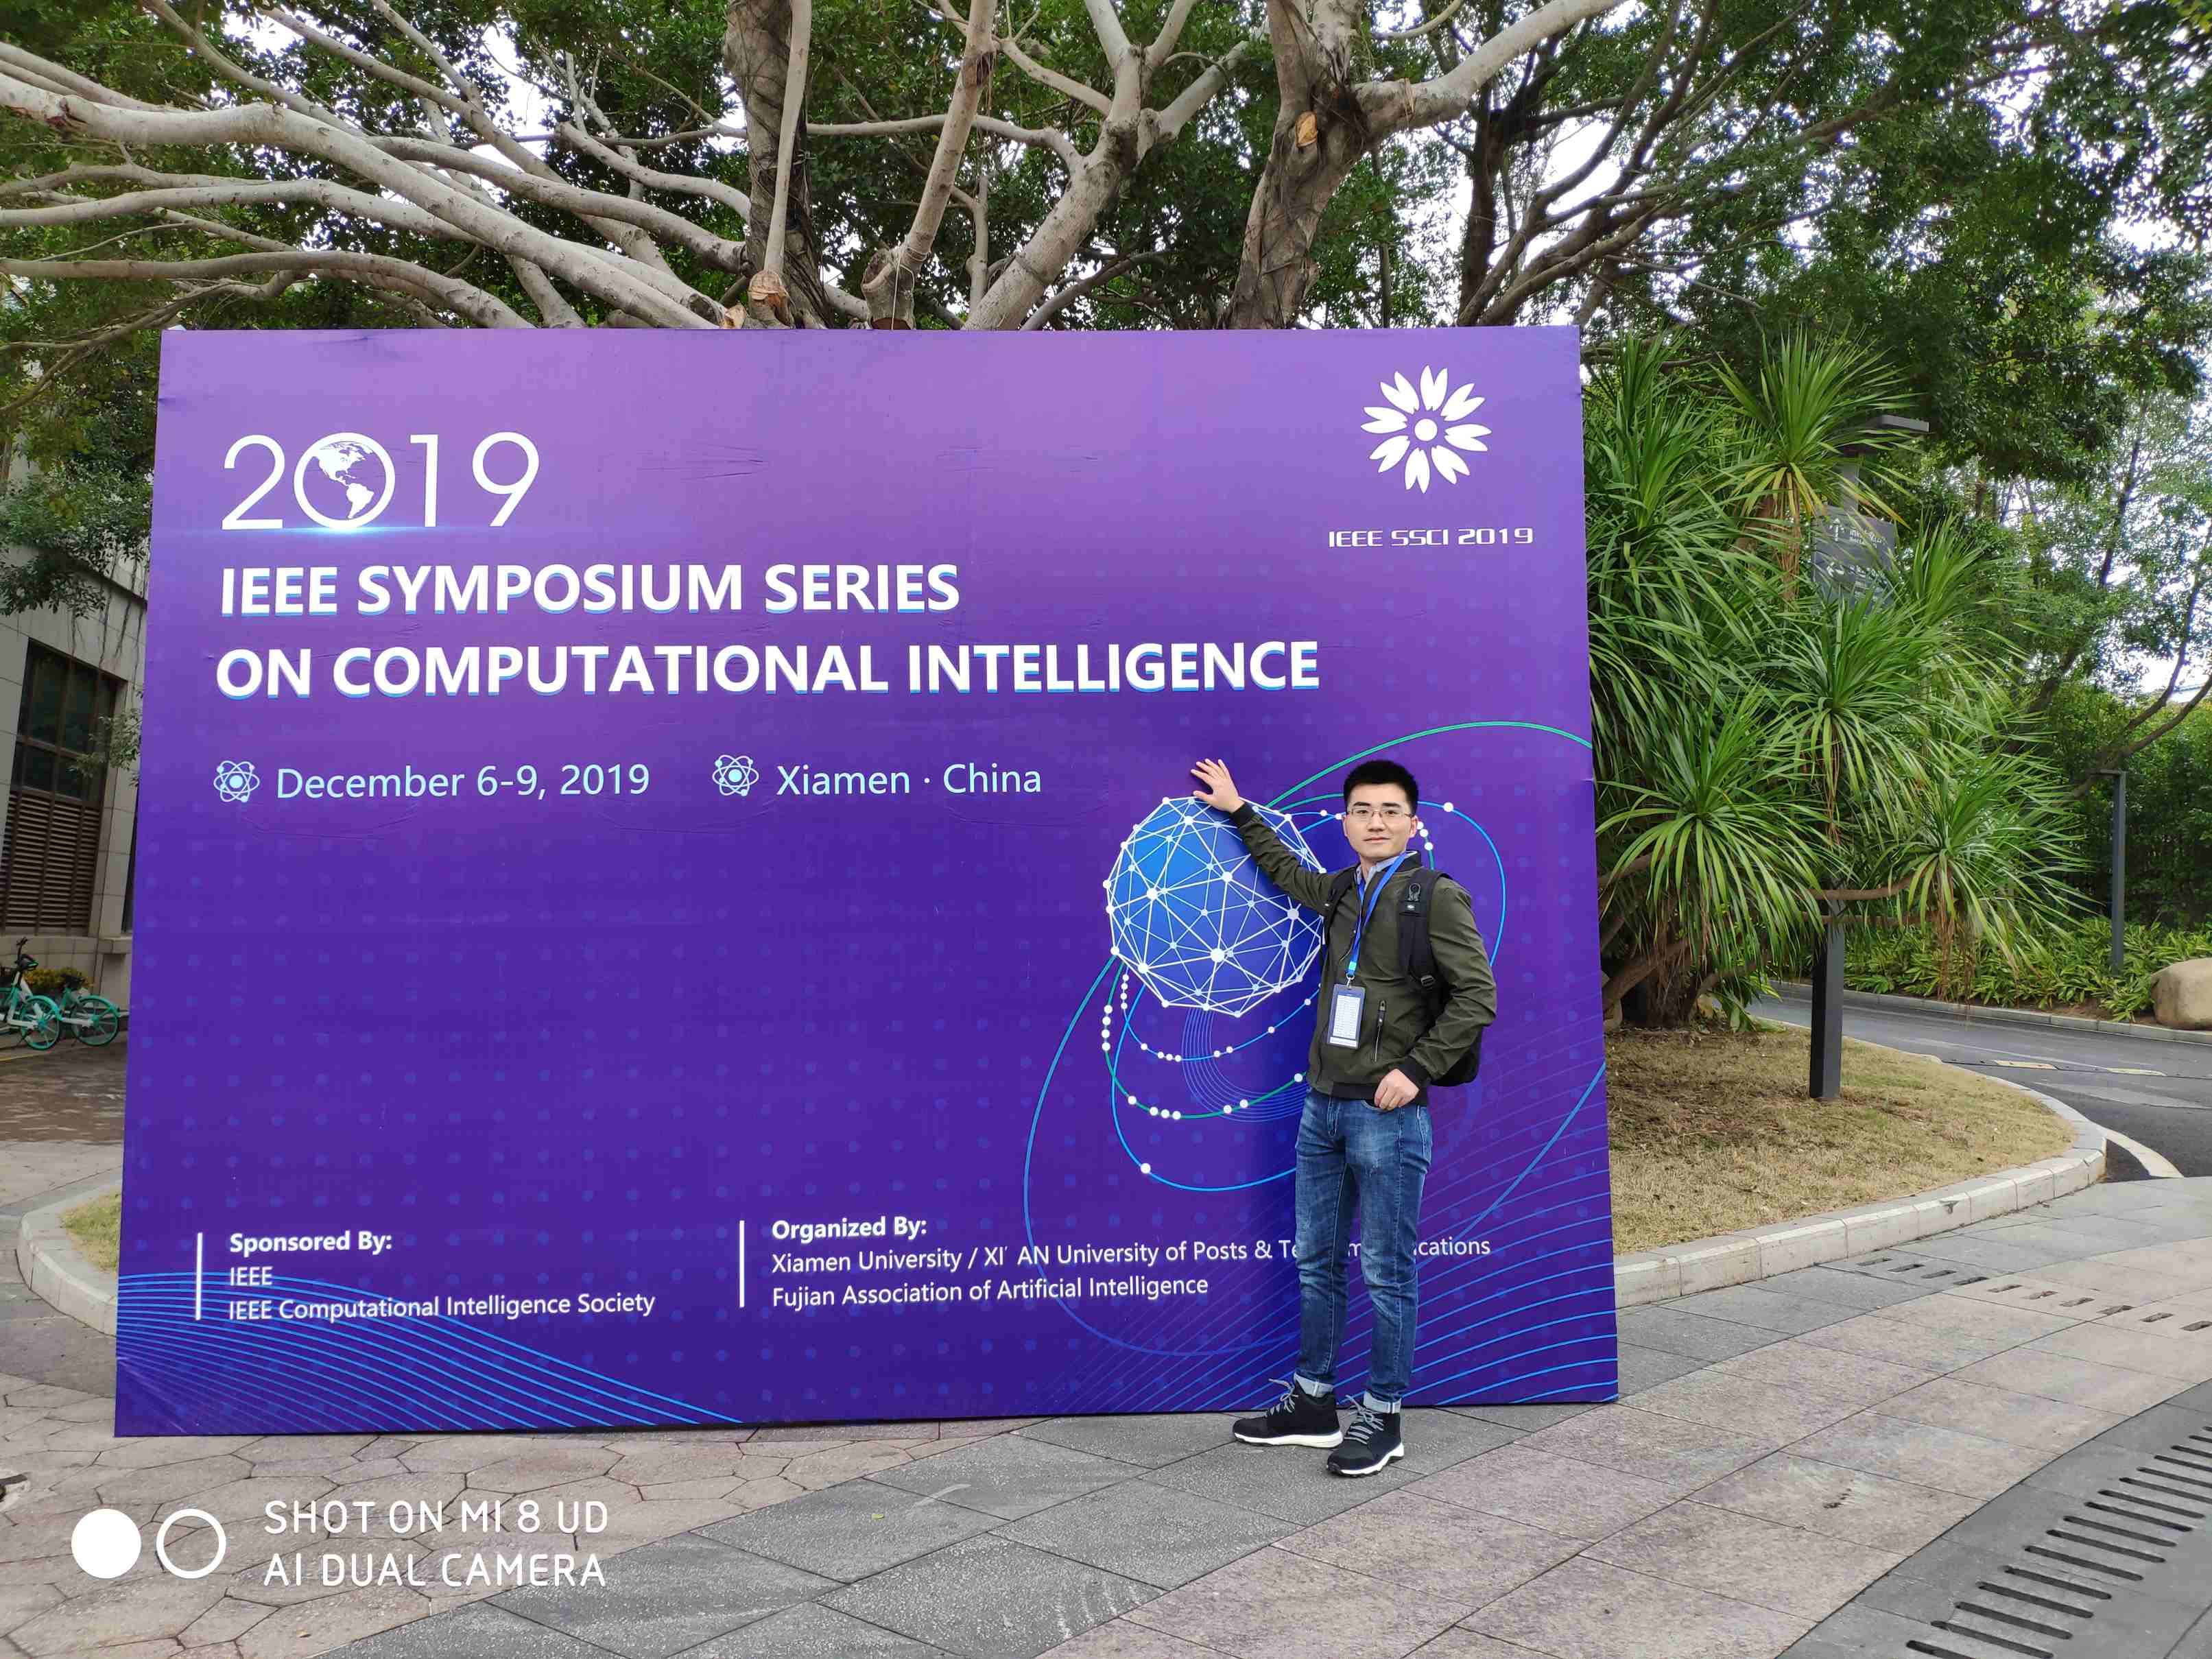 2019
IEEE SSCI 2019
IEEE SYMPOSIUM SERIES
ON COMPUTATIONAL INTELLIGENCE
December 6-9, 2019
Xiamen · China
Sponsored By:
IEEE
IEEE Computational Intelligence Society
Organized By:
Xiamen University / XI' AN University of Posts &
Fujian Association of Artificial Intelligence
SHOT ON MI 8 UD
AI DUAL CAMERA